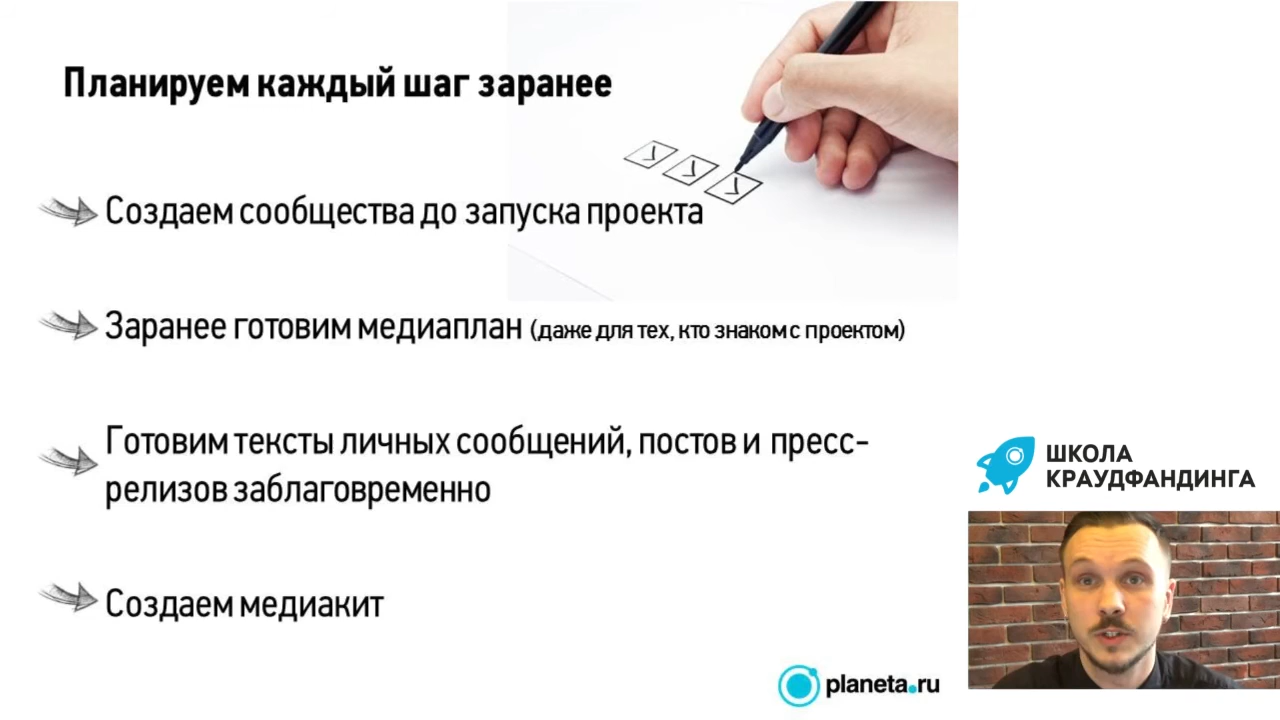 Планируем каждый шаг заранее
Создаем сообщества до запуска проекта
Заранее готовим медиаплан (даже для тех, кто знаком с проектом)
Готовим тексты личных сообщений, постов и пресс-
релизов заблаговременно
Создаем медиакит
ШКОЛА
КРАУДФАНДИНГА
planeta.ru